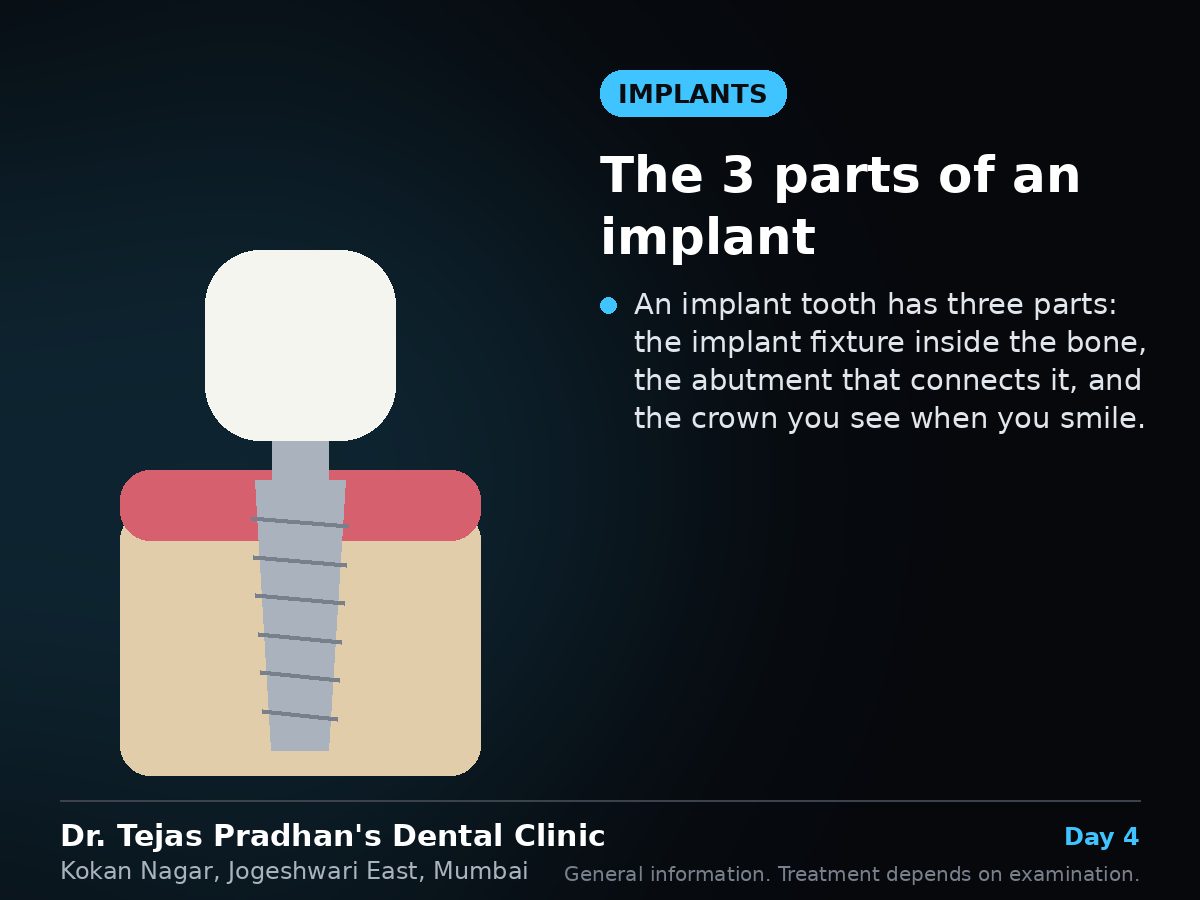 IMPLANTS
The 3 parts of an
implant
An implant tooth has three parts:
the implant fixture inside the bone,
the abutment that connects it, and
the crown you see when you smile.
Dr. Tejas Pradhan's Dental Clinic
Day 4
Kokan Nagar, Jogeshwari East, Mumbai
General information. Treatment depends on examination.